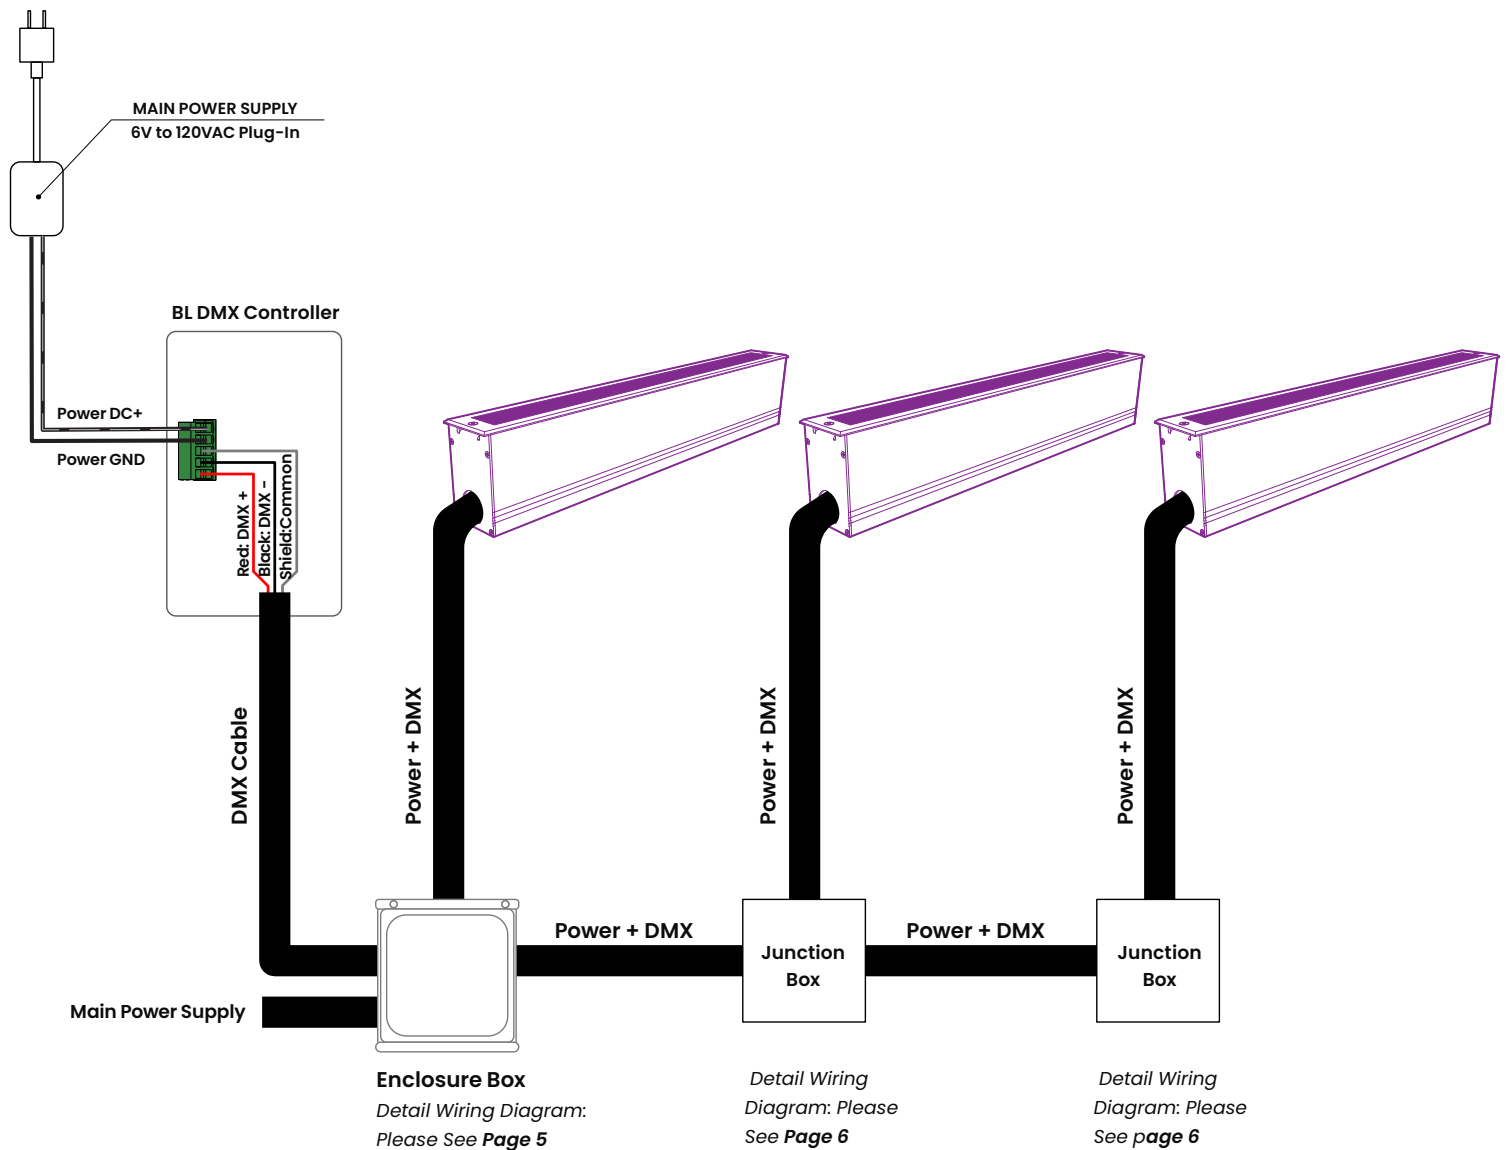 MAIN POWER SUPPLY
6V to 120VAC Plug-In
BL DMX Controller
Power DC+
Power GND
Red: DMX +
Black: DMX -
Shield:Common
DMX Cable
Power + DMX
Power + DMX
Power + DMX
Power + DMX
Power + DMX
Junction
Box
Junction
Box
Main Power Supply
Enclosure Box
Detail Wiring Diagram:
Please See Page 5
Detail Wiring
Diagram: Please
See Page 6
Detail Wiring
Diagram: Please
See page 6